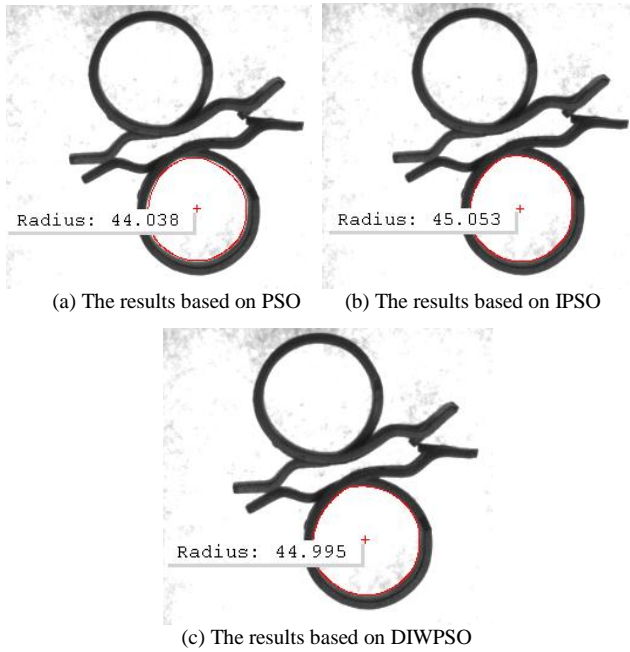 Radius: 44.038
Radius: 45.053
(a) The results based on PSO
(b) The results based on IPSO
Radius: 44.995
(c) The results based on DIWPSO